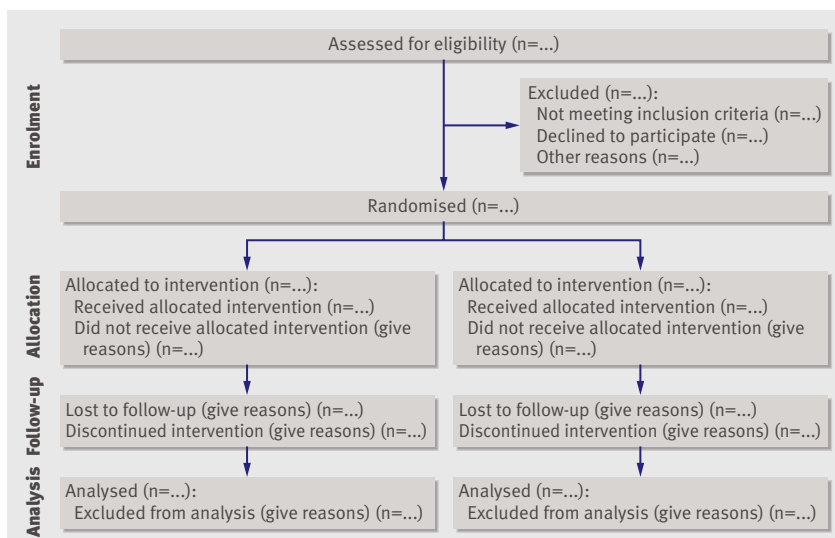 Enrolment
Assessed for eligibility (n=...)
Excluded (n=...):
Not meeting inclusion criteria (n=...)
Declined to participate (n=...)
Other reasons (n=...)
Randomised (n=...)
Allocation
Allocated to intervention (n=...):
Received allocated intervention (n=...)
Did not receive allocated intervention (give
reasons) (n=...)
Allocated to intervention (n=...):
Received allocated intervention (n=...)
Did not receive allocated intervention (give
reasons) (n=...)
Follow-up
Lost to follow-up (give reasons) (n=...)
Discontinued intervention (give reasons) (n=...)
Lost to follow-up (give reasons) (n=...)
Discontinued intervention (give reasons) (n=...)
Analysis
Analysed (n=...):
Excluded from analysis (give reasons) (n=...)
Analysed (n=...):
Excluded from analysis (give reasons) (n=...)